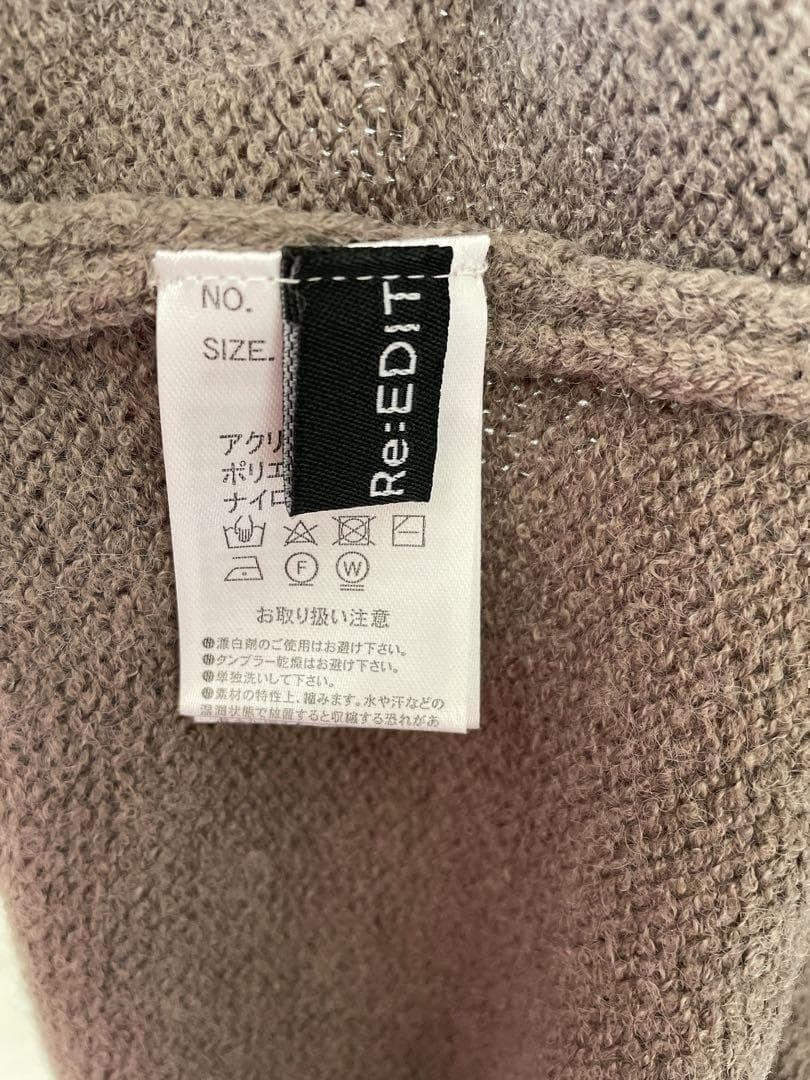 NO.
SIZE.
Re:EDIT
アクリ
ポリエ
ナイロ
F
W
お取り扱い注意
漂白剤のご使用はお避け下さい。
タンブラー乾燥はお避け下さい。
単独洗いして下さい。
素材の特性上、縮みます。水や汗などの
湿潤状態で放置すると収縮する恐れがあ